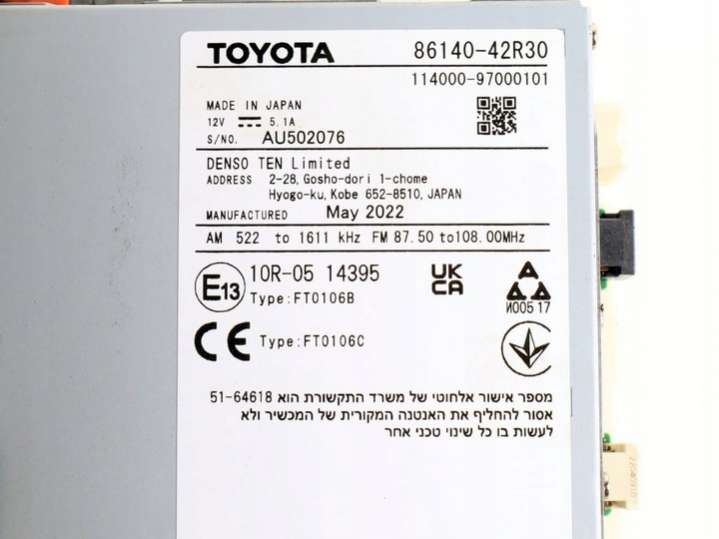 TOYOTA 86140-42R30
114000-97000101
MADE IN JAPAN
12V 5.1A
S/NO. AU502076
DENSO TEN Limited
ADDRESS 2-28, Gosho-dori 1-chome
Hyogo-ku, Kobe 652-8510, JAPAN
MANUFACTURED May 2022
AM 522 to 1611 kHz FM 87.50 to108.00MHz
E13 10R-05 14395
Type:FT0106B
UK
CA
И005 17
CE Type:FT0106C
מספר אישור אלחוטי של משרד התקשורת הוא 51-64618
אסור להחליף את האנטנה המקורית של המכשיר ולא
לעשות בו כל שינוי טכני אחר